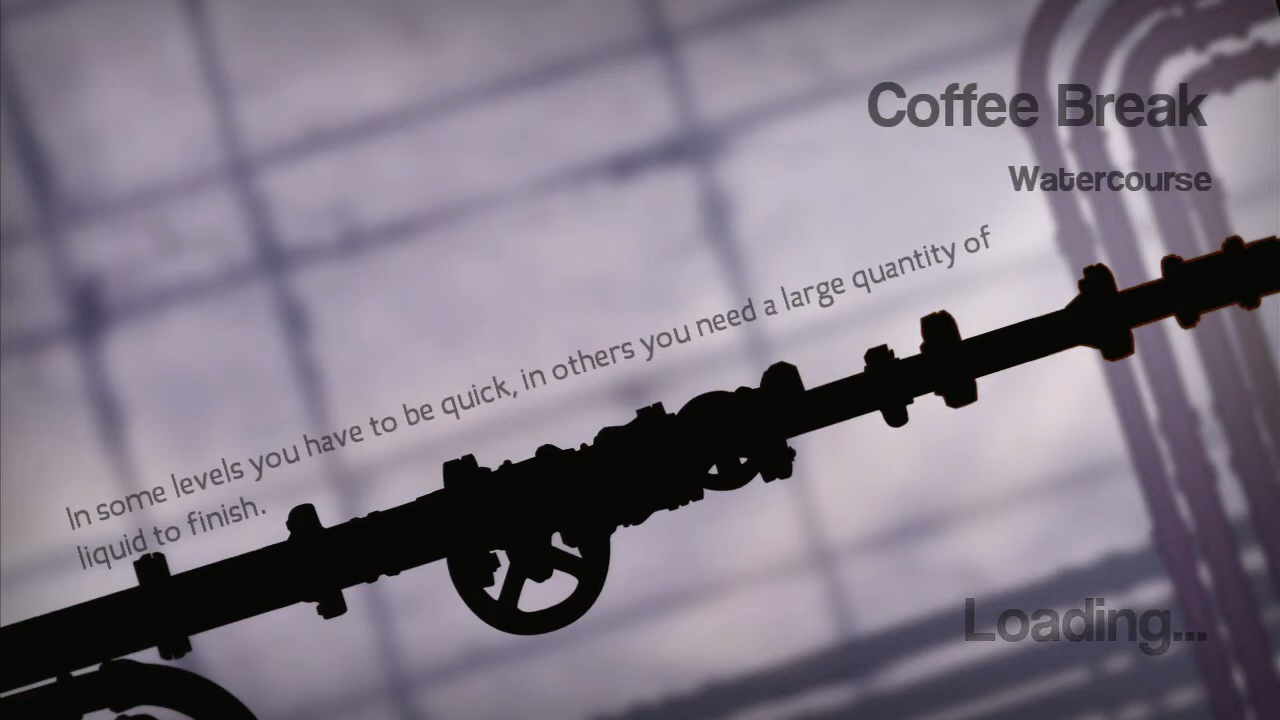 Coffee Break
Watercourse
In some levels you have to be quick, in others you need a large quantity of
liquid to finish.
Loading...